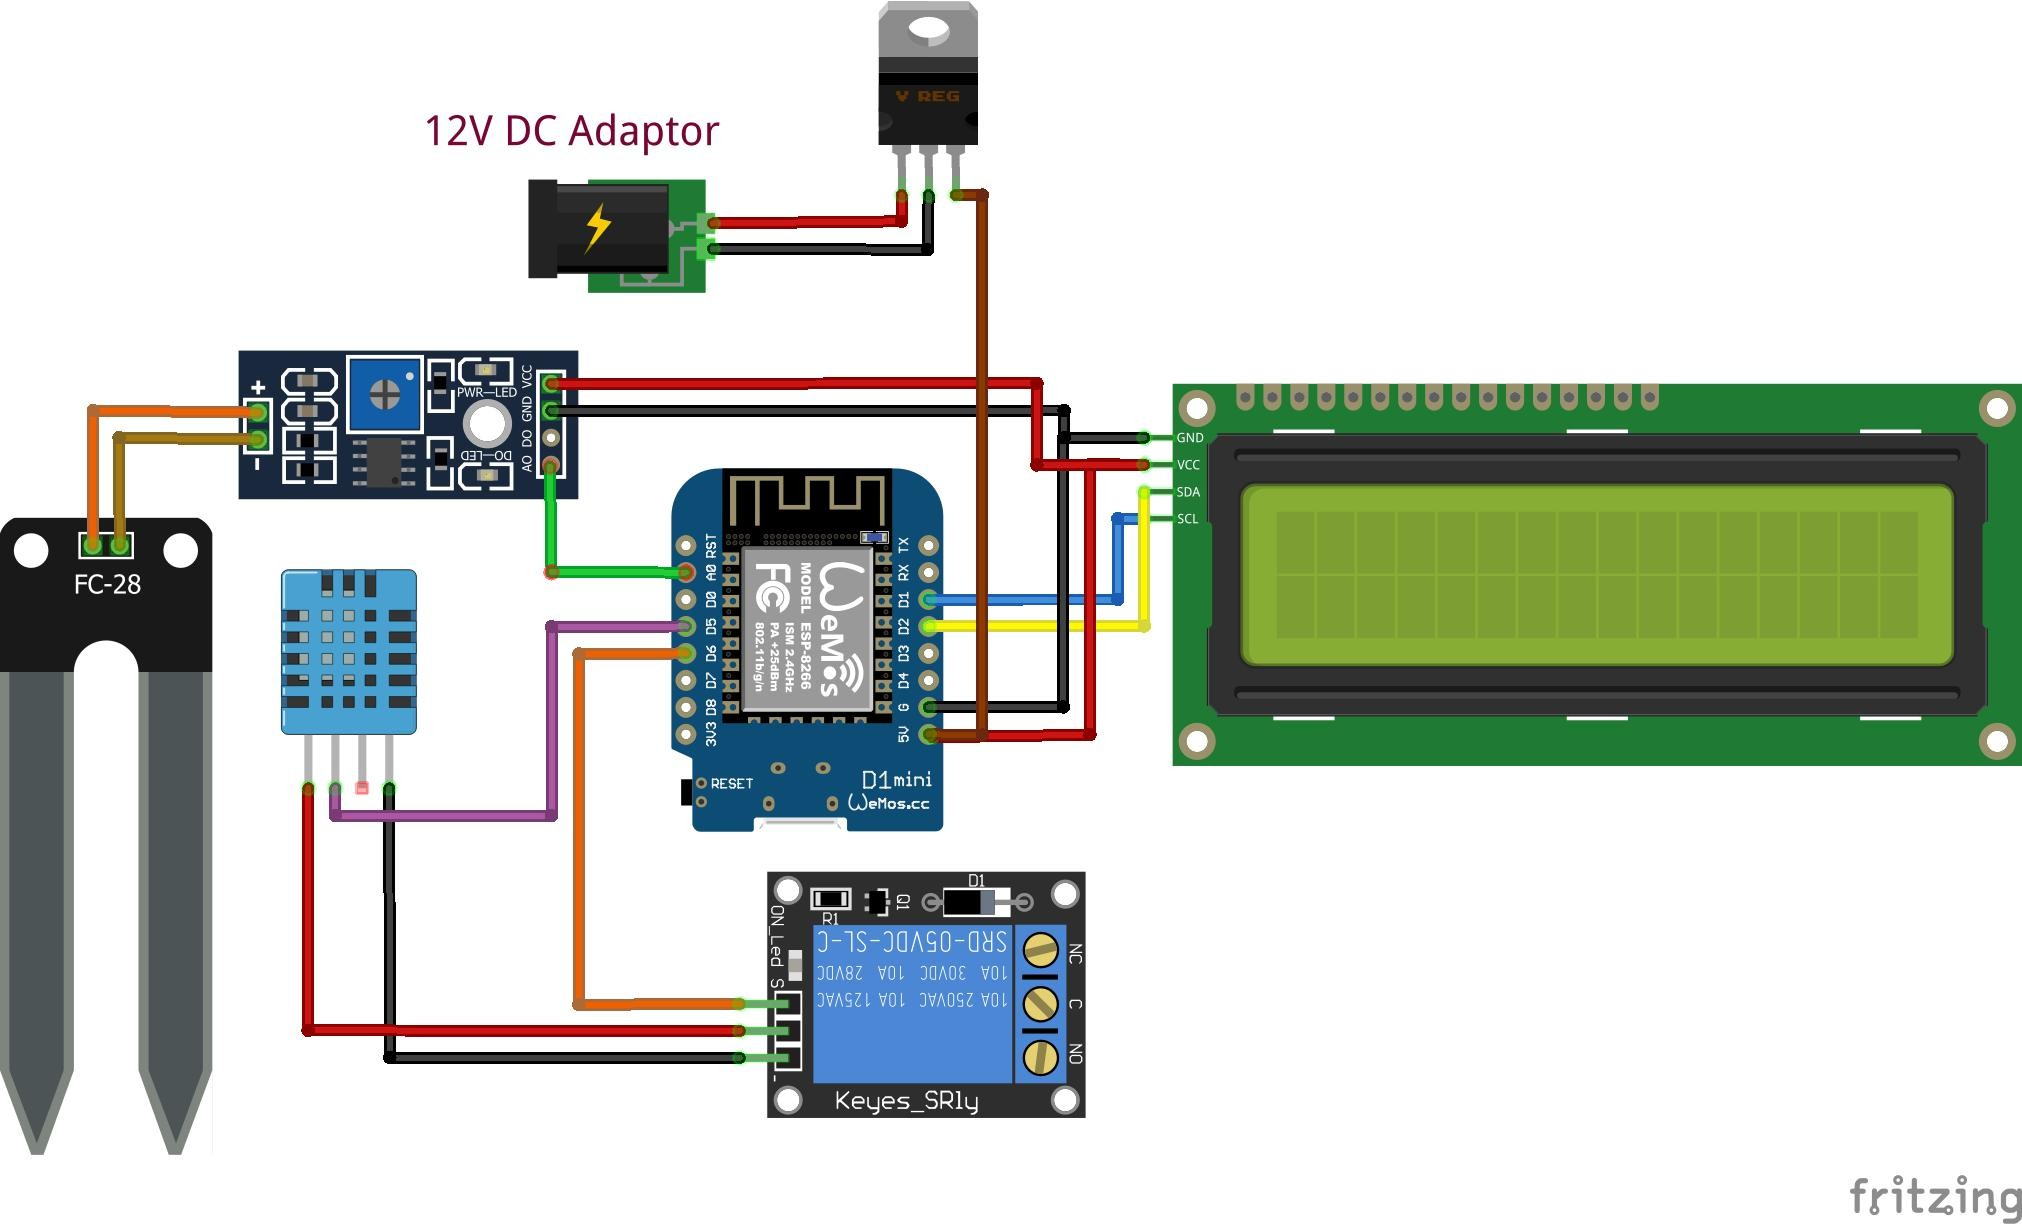 V REG
12V DC Adaptor
+
-
PWR-LED
DO-LED
VCC
GND
DO
AO
FC-28
GND
VCC
SDA
SCL
RST
A0
D0
D5
D6
D7
D8
3V3
TX
RX
D1
D2
D3
D4
G
5V
WeMos
MODEL ESP-8266
ISM 2.4GHz
PA +25dBm
802.11b/g/n
FC
RESET
D1mini
WeMos.cc
D1
R1
Q1
ON_Led
S
-
SRD-05VDC-SL-C
10A 30VDC 10A 28VDC
10A 250VAC 10A 125VAC
NC
C
NO
Keyes_SRly
fritzing